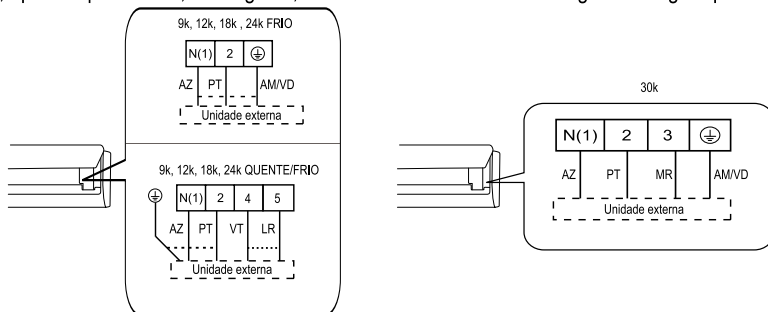 9k, 12k, 18k , 24k FRIO
N(1) 2
AZ PT AM/VD
Unidade externa
9k, 12k, 18k, 24k QUENTE/FRIO
N(1) 2 4 5
AZ PT VT LR
Unidade externa
30k
N(1) 2 3
AZ PT MR AM/VD
Unidade externa